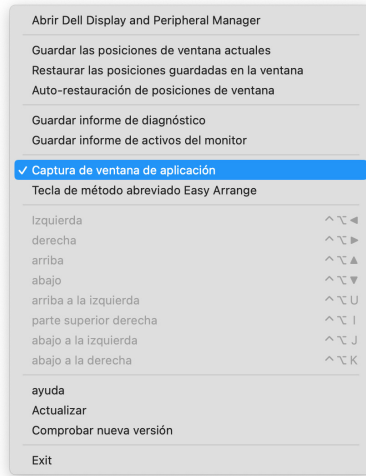 Abrir Dell Display and Peripheral Manager
Guardar las posiciones de ventana actuales
Restaurar las posiciones guardadas en la ventana
Auto-restauración de posiciones de ventana
Guardar informe de diagnóstico
Guardar informe de activos del monitor
✓ Captura de ventana de aplicación
Tecla de método abreviado Easy Arrange
Izquierda ^⌥◀
derecha ^⌥▶
arriba ^⌥▲
abajo ^⌥▼
arriba a la izquierda ^⌥U
parte superior derecha ^⌥I
abajo a la izquierda ^⌥J
abajo a la derecha ^⌥K
ayuda
Actualizar
Comprobar nueva versión
Exit